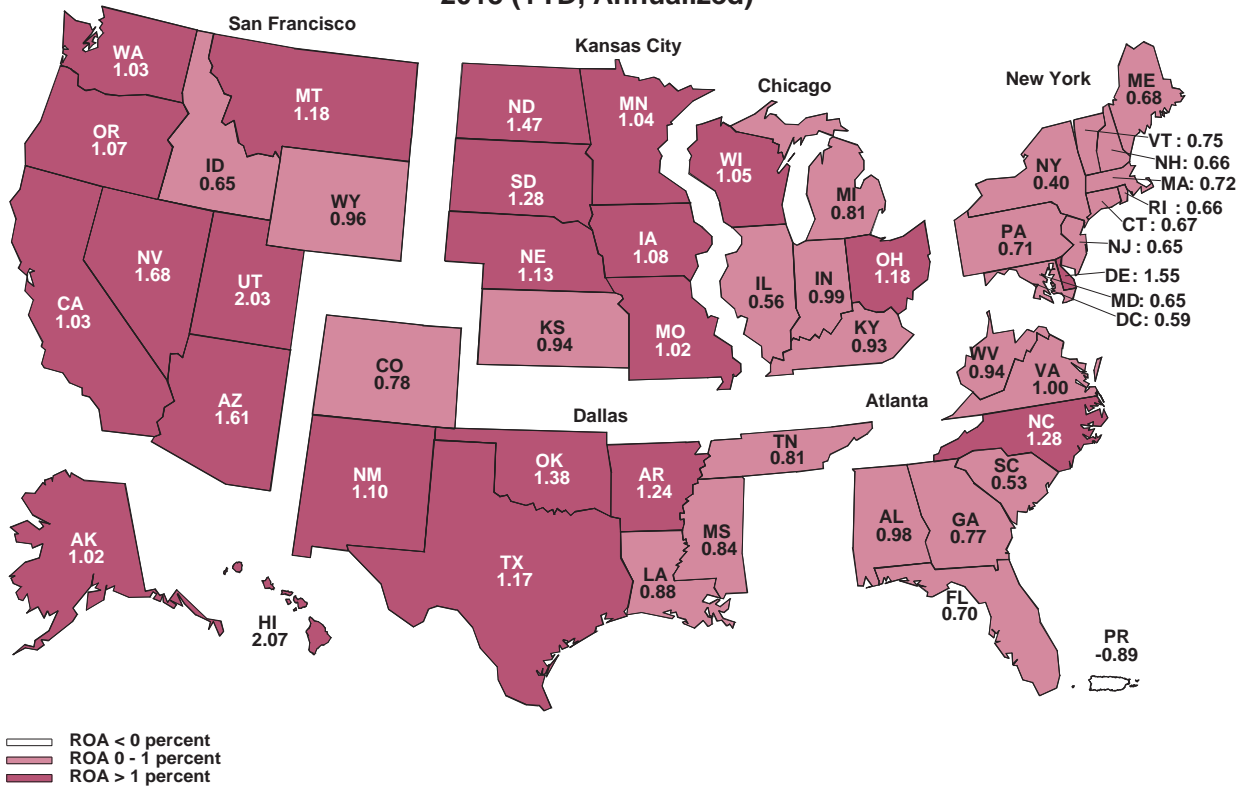 (YTD, Annualized)
San Francisco
Kansas City
Chicago
New York
WA
1.03
MT
1.18
OR
1.07
ID
0.65
WY
0.96
NV
1.68
UT
2.03
CA
1.03
AZ
1.61
AK
1.02
HI
2.07
ND
1.47
MN
1.04
SD
1.28
NE
1.13
IA
1.08
KS
0.94
MO
1.02
WI
1.05
MI
0.81
IL
0.56
IN
0.99
OH
1.18
KY
0.93
ME
0.68
VT : 0.75
NH: 0.66
MA: 0.72
RI : 0.66
CT : 0.67
NJ : 0.65
DE: 1.55
MD: 0.65
DC: 0.59
NY
0.40
PA
0.71
Dallas
CO
0.78
NM
1.10
OK
1.38
AR
1.24
TX
1.17
LA
0.88
MS
0.84
TN
0.81
Atlanta
WV
0.94
VA
1.00
NC
1.28
SC
0.53
AL
0.98
GA
0.77
FL
0.70
PR
-0.89
ROA < 0 percent
ROA 0 - 1 percent
ROA > 1 percent